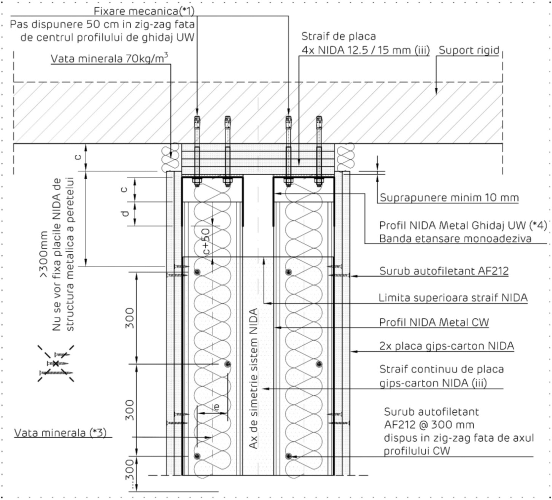 Fixare mecanica(*1)
Pas dispunere 50 cm in zig-zag fata
de centrul profilului de ghidaj UW
Vata minerala 70kg/m³
Straif de placa
4x NIDA 12.5 / 15 mm (iii)
Suport rigid
c
c
d
c+50
>300mm
Nu se vor fixa placile NIDA de
structura metalica a peretelui
300
300
300
e
Vata minerala (*3)
Ax de simetrie sistem NIDA
Suprapunere minim 10 mm
Profil NIDA Metal Ghidaj UW (*4)
Banda etansare monoadeziva
Surub autofiletant AF212
Limita superioara straif NIDA
Profil NIDA Metal CW
2x placa gips-carton NIDA
Straif continuu de placa
gips-carton NIDA (iii)
Surub autofiletant
AF212 @ 300 mm
dispus in zig-zag fata de axul
profilului CW